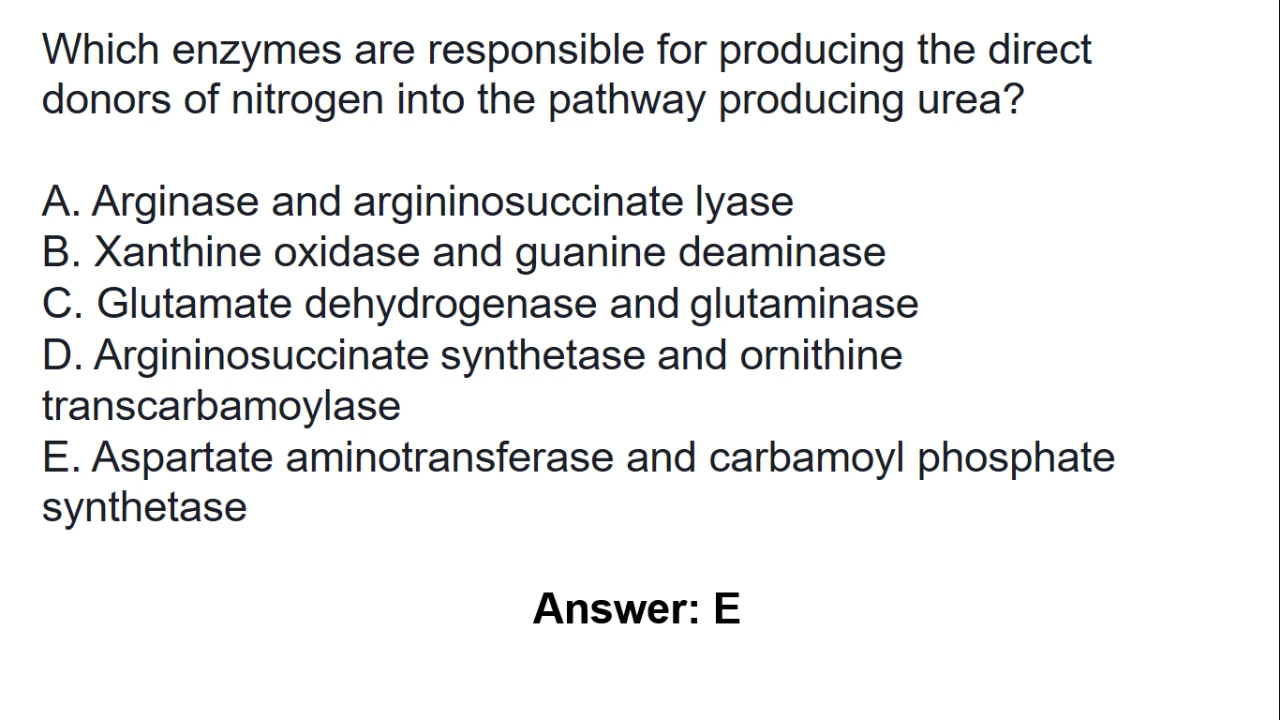 Which enzymes are responsible for producing the direct
donors of nitrogen into the pathway producing urea?
A. Arginase and argininosuccinate lyase
B. Xanthine oxidase and guanine deaminase
C. Glutamate dehydrogenase and glutaminase
D. Argininosuccinate synthetase and ornithine
transcarbamoylase
E. Aspartate aminotransferase and carbamoyl phosphate
synthetase
Answer: E